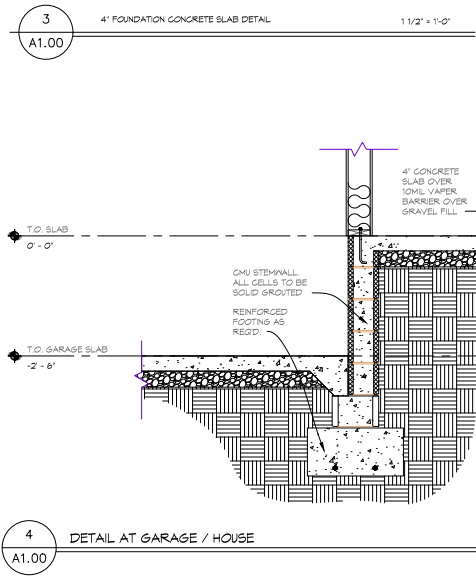 3
A1.00
4" FOUNDATION CONCRETE SLAB DETAIL
1 1/2" = 1'-0"
4" CONCRETE
SLAB OVER
10MIL VAPER
BARRIER OVER
GRAVEL FILL
T.O. SLAB
0' - 0"
CMU STEMWALL.
ALL CELLS TO BE
SOLID GROUTED
REINFORCED
FOOTING AS
REQ'D.
T.O. GARAGE SLAB
-2' - 6"
4
A1.00
DETAIL AT GARAGE / HOUSE